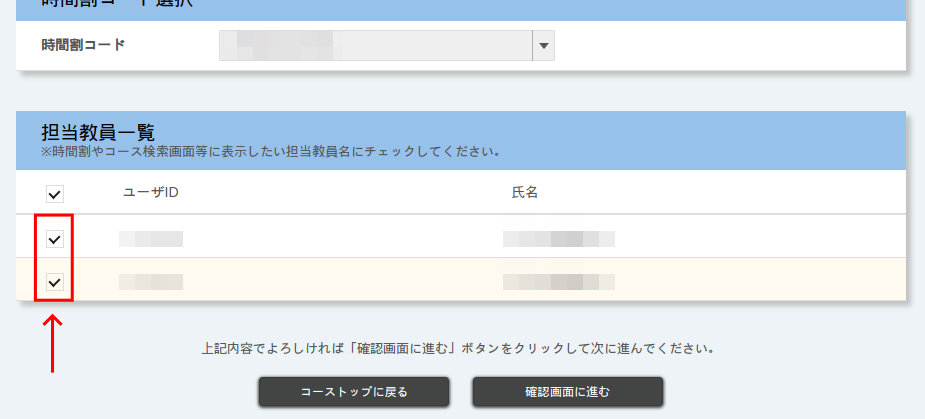 時間割コード選択
時間割コード
担当教員一覧
※時間割やコース検索画面等に表示したい担当教員名にチェックしてください。
ユーザID
氏名
上記内容でよろしければ「確認画面に進む」ボタンをクリックして次に進んでください。
コーストップに戻る
確認画面に進む